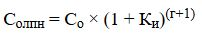 Солпн = Со × (1 + Ки)(г+1)